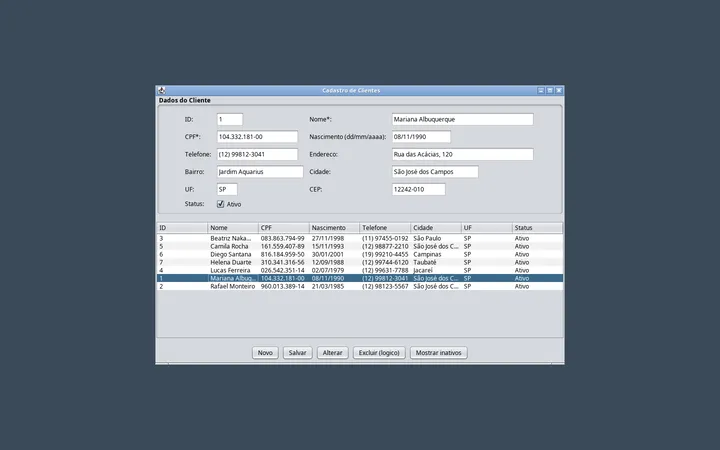 Cadastro de Clientes
Dados do Cliente
ID: 1 Nome*: Mariana Albuquerque
CPF*: 104.332.181-00 Nascimento (dd/mm/aaaa): 08/11/1990
Telefone: (12) 99812-3041 Endereco: Rua das Acácias, 120
Bairro: Jardim Aquarius Cidade: São José dos Campos
UF: SP CEP: 12242-010
Status: Ativo
ID Nome CPF Nascimento Telefone Cidade UF Status
3 Beatriz Naka... 083.863.794-99 27/11/1998 (11) 97455-0192 São Paulo SP Ativo
5 Camila Rocha 161.559.407-89 15/11/1993 (12) 98877-2210 São José dos C... SP Ativo
6 Diego Santana 816.184.959-50 30/01/2001 (19) 99210-4455 Campinas SP Ativo
7 Helena Duarte 310.341.316-56 12/09/1988 (12) 99744-6120 Taubaté SP Ativo
4 Lucas Ferreira 026.542.351-14 02/07/1979 (12) 99631-7788 Jacareí SP Ativo
1 Mariana Albuq... 104.332.181-00 08/11/1990 (12) 99812-3041 São José dos C... SP Ativo
2 Rafael Monteiro 960.013.389-14 21/03/1985 (12) 98123-5567 São José dos C... SP Ativo
Novo Salvar Alterar Excluir (logico) Mostrar inativos